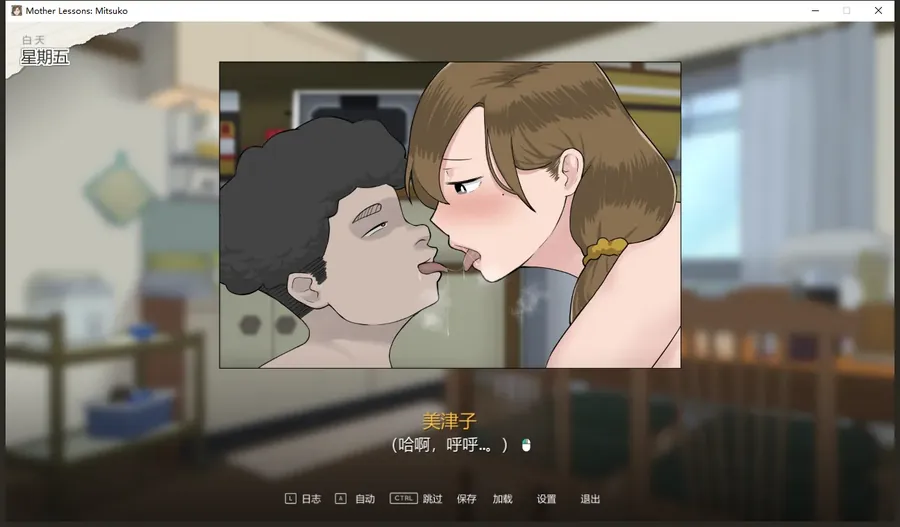 Mother Lessons: Mitsuko
白天
星期五
美津子
（哈啊，呼呼..。）
L 日志 A 自动 CTRL 跳过 保存 加载 设置 退出